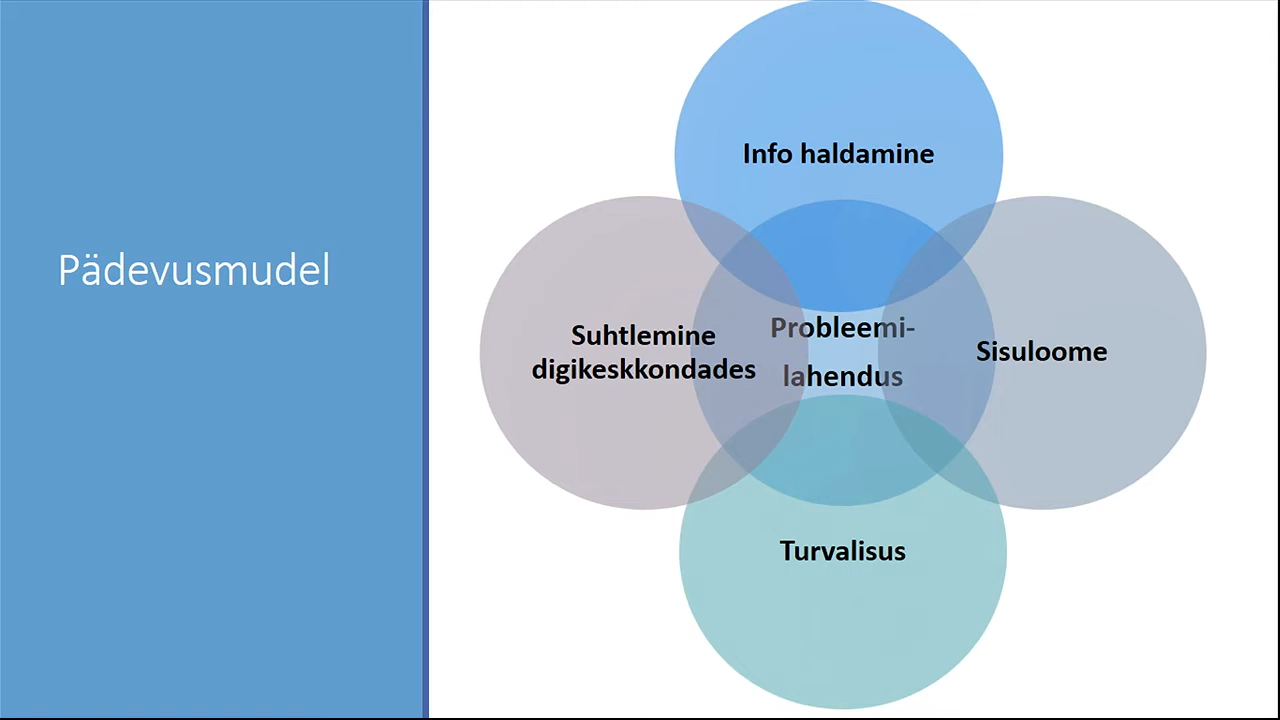 Pädevusmudel
Info haldamine
Suhtlemine
digikeskkondades
Probleemi-
lahendus
Sisuloome
Turvalisus